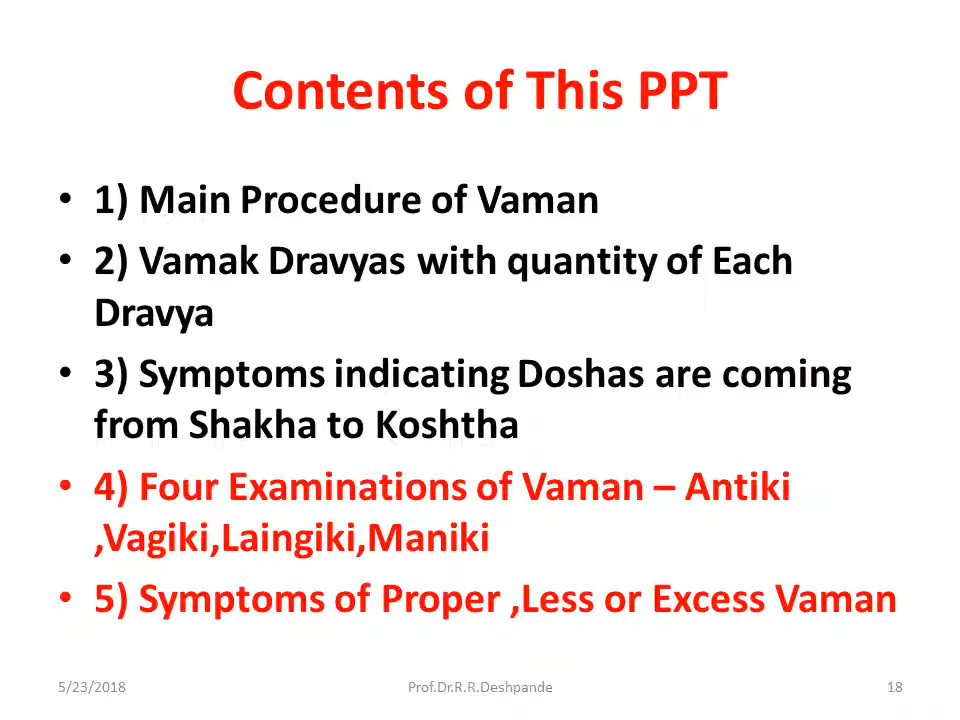 Contents of This PPT
• 1) Main Procedure of Vaman
• 2) Vamak Dravyas with quantity of Each
Dravya
• 3) Symptoms indicating Doshas are coming
from Shakha to Koshtha
• 4) Four Examinations of Vaman – Antiki
,Vagiki,Laingiki,Maniki
• 5) Symptoms of Proper ,Less or Excess Vaman
5/23/2018
Prof.Dr.R.R.Deshpande
18